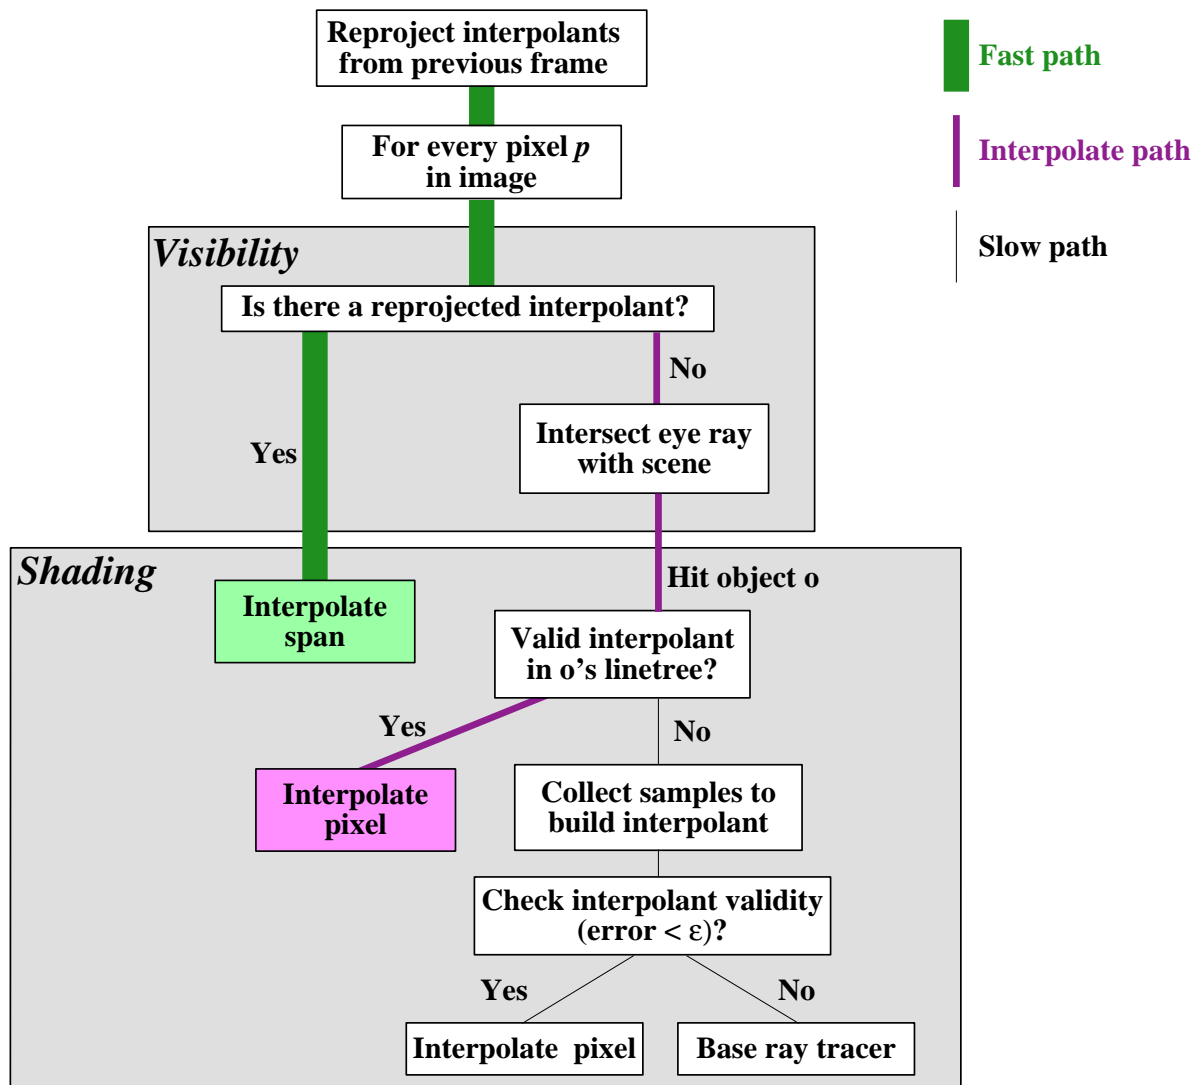 Reproject interpolants
from previous frame
Fast path
For every pixel p
in image
Interpolate path
Slow path
Visibility
Is there a reprojected interpolant?
No
Yes
Intersect eye ray
with scene
Shading
Hit object o
Interpolate
span
Valid interpolant
in o's linetree?
Yes
No
Interpolate
pixel
Collect samples to
build interpolant
Check interpolant validity
(error < ε)?
Yes
No
Interpolate pixel
Base ray tracer